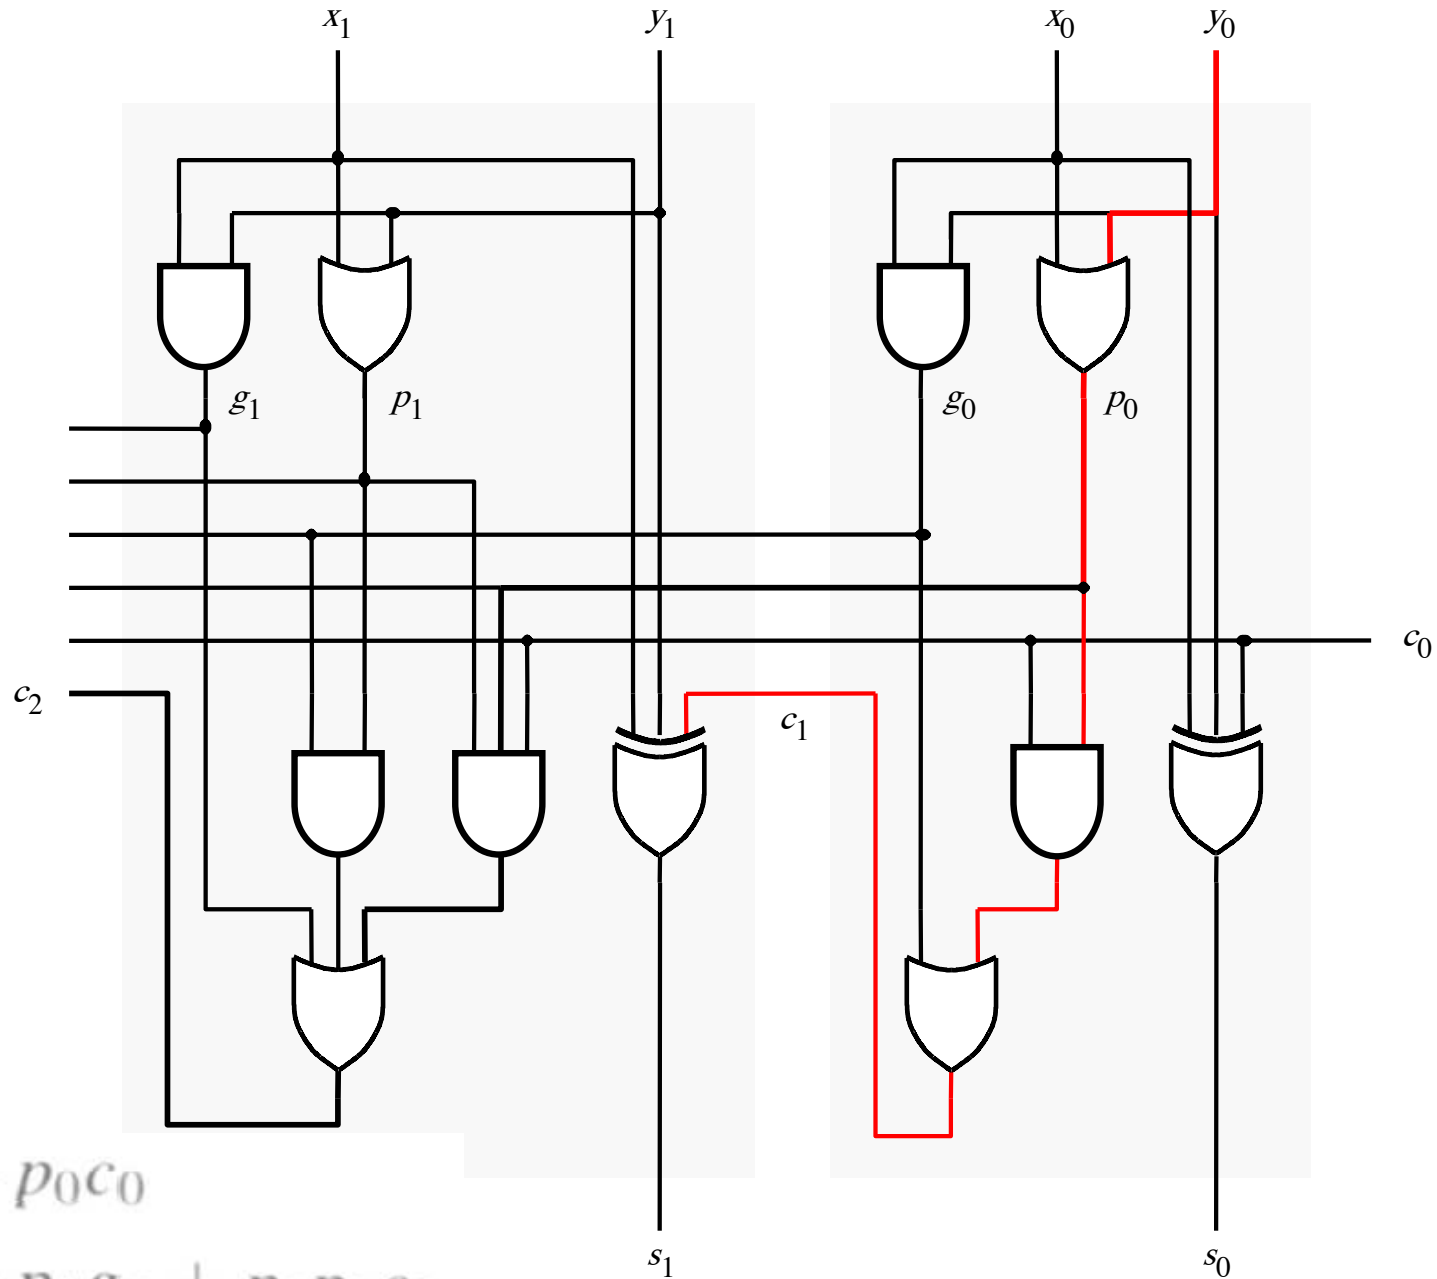 x₁ y₁ x₀ y₀
g₁ p₁ g₀ p₀
c₀
c₂ c₁
p₀c₀
s₁ s₀